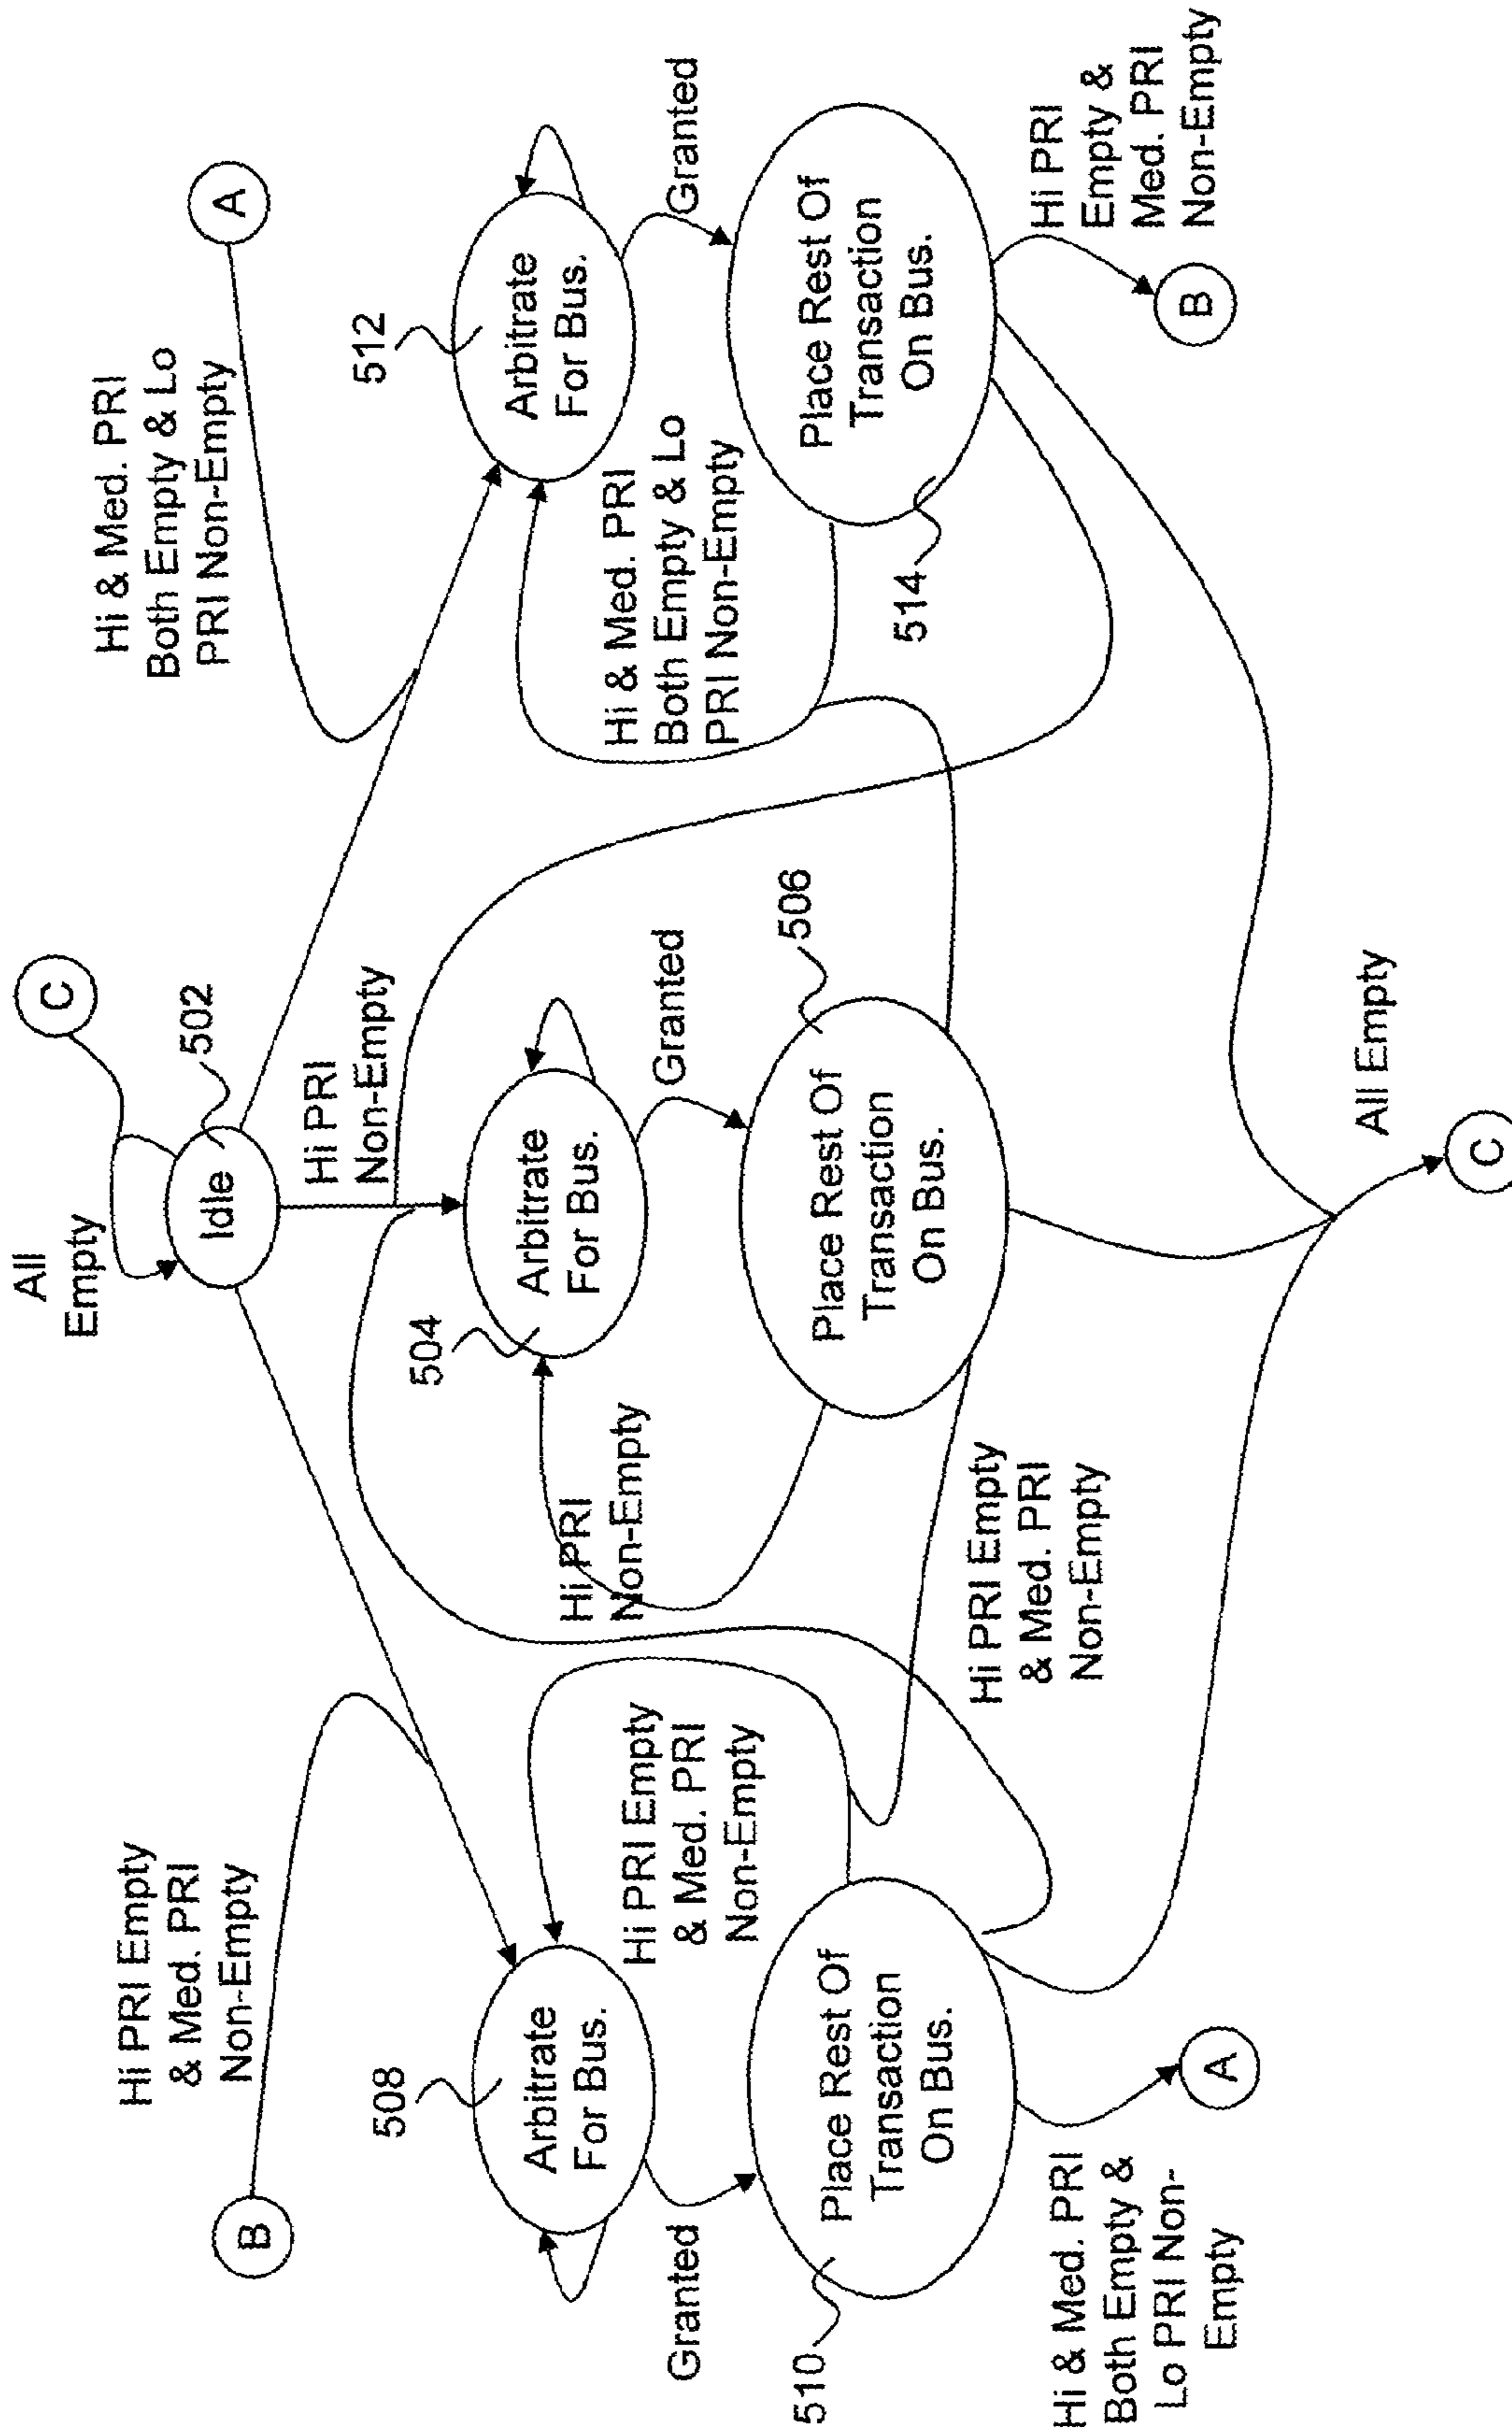 C
All
Empty
Idle
502
B
Hi PRI Empty
& Med. PRI
Non-Empty
Hi PRI
Non-Empty
Hi & Med. PRI
Both Empty & Lo
PRI Non-Empty
A
508
Arbitrate
For Bus.
504
Arbitrate
For Bus.
512
Arbitrate
For Bus.
Granted
Hi PRI Empty
& Med. PRI
Non-Empty
Hi PRI
Non-Empty
Granted
Hi & Med. PRI
Both Empty & Lo
PRI Non-Empty
Granted
510
Place Rest Of
Transaction
On Bus.
Place Rest Of
Transaction
On Bus.
506
514
Place Rest Of
Transaction
On Bus.
Hi & Med. PRI
Both Empty &
Lo PRI Non-
Empty
A
Hi PRI Empty
& Med. PRI
Non-Empty
Hi PRI
Empty &
Med. PRI
Non-Empty
B
All Empty
C